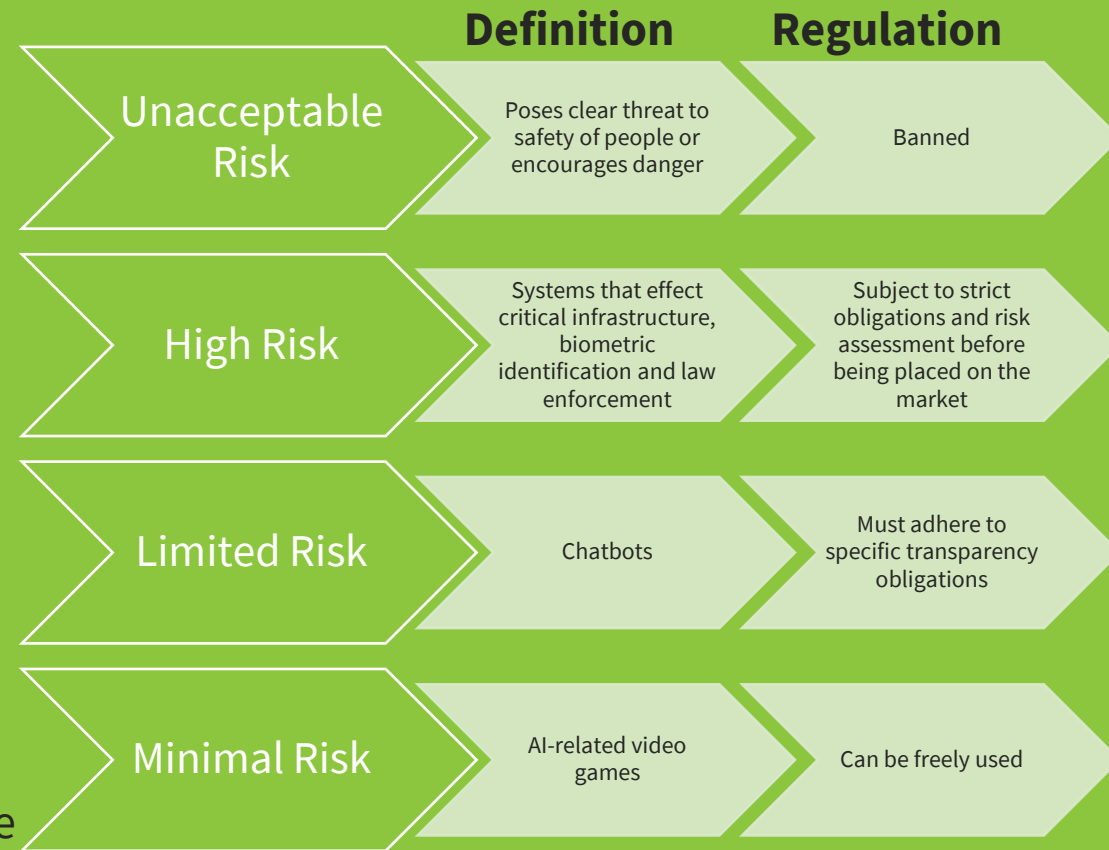 Definition
Regulation
Unacceptable
Risk
Poses clear threat to
safety of people or
encourages danger
Banned
High Risk
Systems that effect
critical infrastructure,
biometric
identification and law
enforcement
Subject to strict
obligations and risk
assessment before
being placed on the
market
Limited Risk
Chatbots
Must adhere to
specific transparency
obligations
Minimal Risk
AI-related video
games
Can be freely used
e